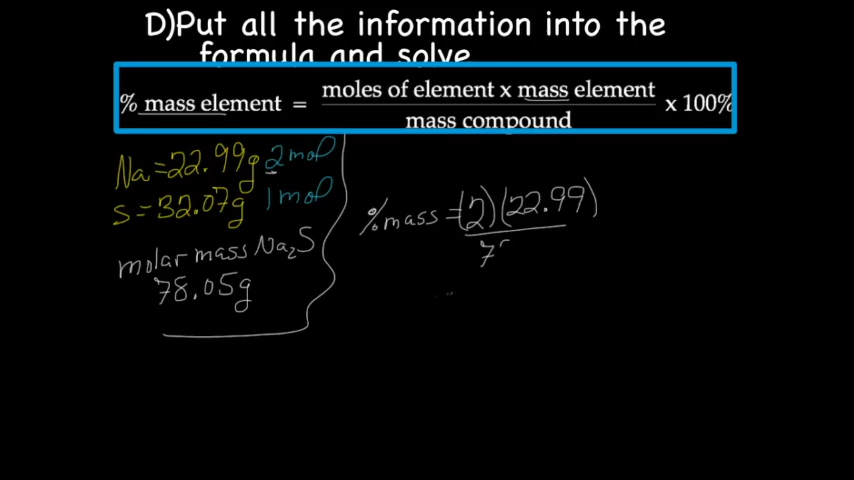 D)Put all the information into the
formula and solve
% mass element = moles of element x mass element / mass compound x 100%
Na=22.99g 2mol
S=32.07g 1mol
molar mass Na₂S
78.05g
%mass=(2)(22.99)
7